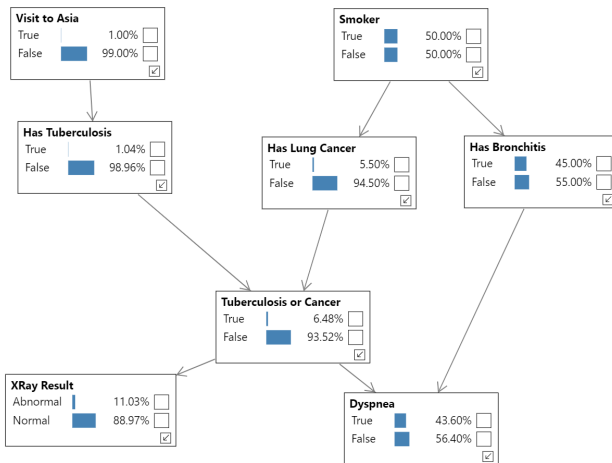 Visit to Asia
True 1.00%
False 99.00%
Smoker
True 50.00%
False 50.00%
Has Tuberculosis
True 1.04%
False 98.96%
Has Lung Cancer
True 5.50%
False 94.50%
Has Bronchitis
True 45.00%
False 55.00%
Tuberculosis or Cancer
True 6.48%
False 93.52%
XRay Result
Abnormal 11.03%
Normal 88.97%
Dyspnea
True 43.60%
False 56.40%